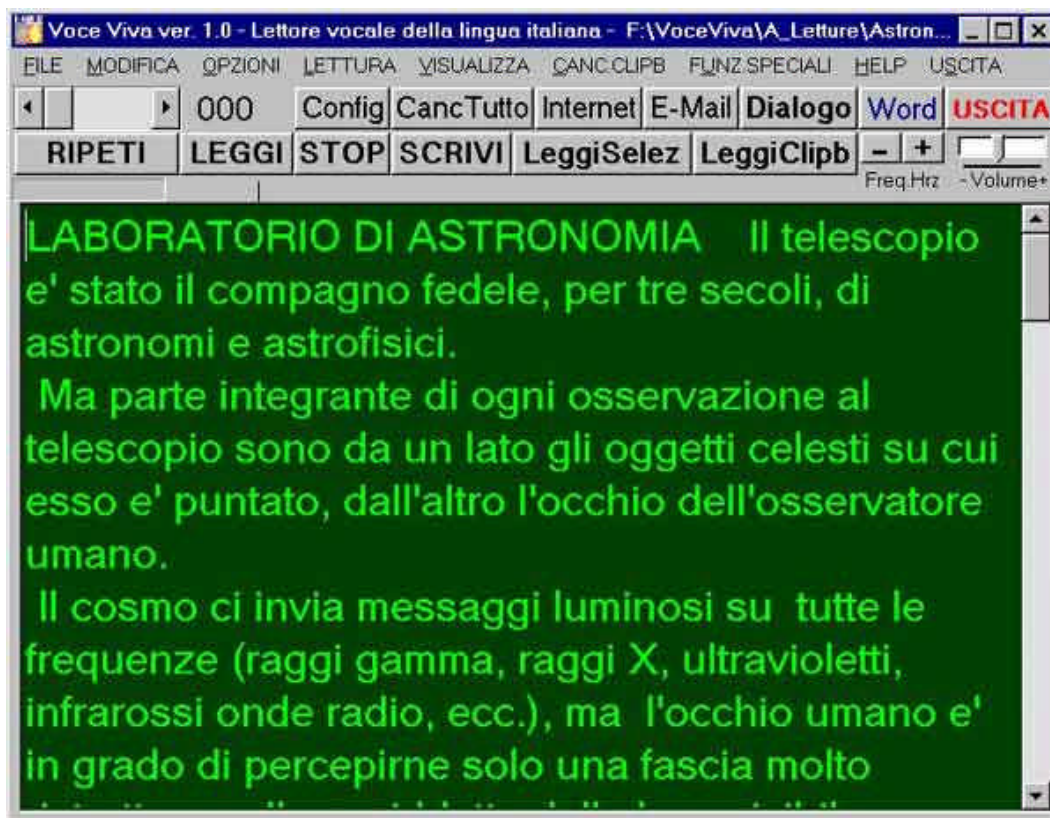 Voce Viva ver. 1.0 - Lettore vocale della lingua italiana - F:\VoceViva\A_Letture\Astron...
FILE MODIFICA OPZIONI LETTURA VISUALIZZA CANC.CLIPB FUNZ.SPECIALI HELP USCITA
000 Config CancTutto Internet E-Mail Dialogo Word USCITA
RIPETI LEGGI STOP SCRIVI LeggiSelez LeggiClipb - +
Freq.Hrz - Volume+
LABORATORIO DI ASTRONOMIA Il telescopio
e' stato il compagno fedele, per tre secoli, di
astronomi e astrofisici.
Ma parte integrante di ogni osservazione al
telescopio sono da un lato gli oggetti celesti su cui
esso e' puntato, dall'altro l'occhio dell'osservatore
umano.
Il cosmo ci invia messaggi luminosi su tutte le
frequenze (raggi gamma, raggi X, ultravioletti,
infrarossi onde radio, ecc.), ma l'occhio umano e'
in grado di percepirne solo una fascia molto